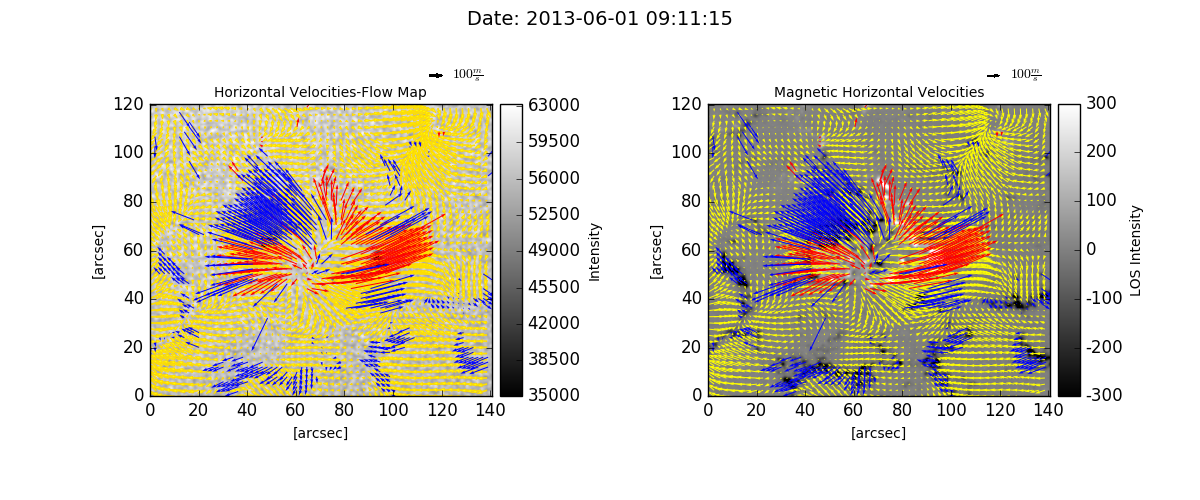 Date: 2013-06-01 09:11:15
100 m/s
100 m/s
Horizontal Velocities-Flow Map
Magnetic Horizontal Velocities
120
100
80
60
40
20
0
[arcsec]
0 20 40 60 80 100 120 140
[arcsec]
63000
59500
56000
52500
49000
45500
42000
38500
35000
Intensity
120
100
80
60
40
20
0
[arcsec]
0 20 40 60 80 100 120 140
[arcsec]
300
200
100
0
-100
-200
-300
LOS Intensity